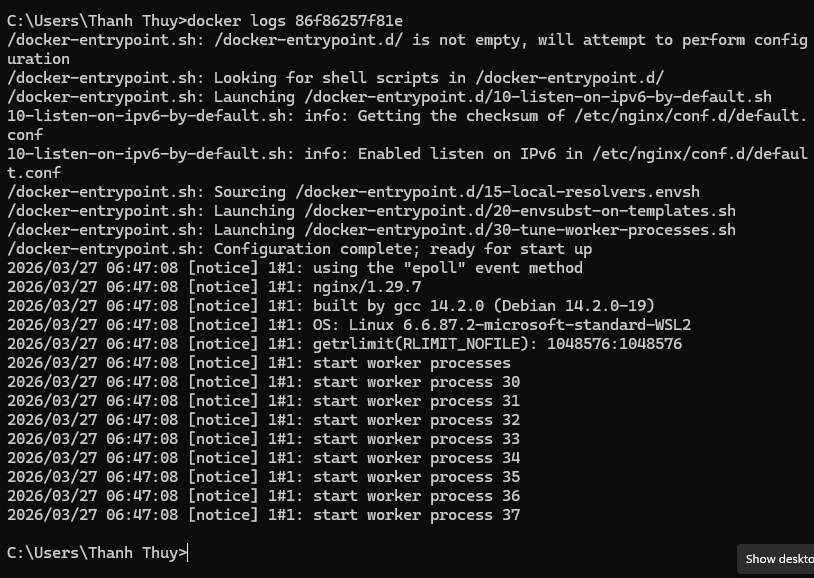 C:\Users\Thanh Thuy>docker logs 86f86257f81e
/docker-entrypoint.sh: /docker-entrypoint.d/ is not empty, will attempt to perform config
uration
/docker-entrypoint.sh: Looking for shell scripts in /docker-entrypoint.d/
/docker-entrypoint.sh: Launching /docker-entrypoint.d/10-listen-on-ipv6-by-default.sh
10-listen-on-ipv6-by-default.sh: info: Getting the checksum of /etc/nginx/conf.d/default.
conf
10-listen-on-ipv6-by-default.sh: info: Enabled listen on IPv6 in /etc/nginx/conf.d/defaul
t.conf
/docker-entrypoint.sh: Sourcing /docker-entrypoint.d/15-local-resolvers.envsh
/docker-entrypoint.sh: Launching /docker-entrypoint.d/20-envsubst-on-templates.sh
/docker-entrypoint.sh: Launching /docker-entrypoint.d/30-tune-worker-processes.sh
/docker-entrypoint.sh: Configuration complete; ready for start up
2026/03/27 06:47:08 [notice] 1#1: using the "epoll" event method
2026/03/27 06:47:08 [notice] 1#1: nginx/1.29.7
2026/03/27 06:47:08 [notice] 1#1: built by gcc 14.2.0 (Debian 14.2.0-19)
2026/03/27 06:47:08 [notice] 1#1: OS: Linux 6.6.87.2-microsoft-standard-WSL2
2026/03/27 06:47:08 [notice] 1#1: getrlimit(RLIMIT_NOFILE): 1048576:1048576
2026/03/27 06:47:08 [notice] 1#1: start worker processes
2026/03/27 06:47:08 [notice] 1#1: start worker process 30
2026/03/27 06:47:08 [notice] 1#1: start worker process 31
2026/03/27 06:47:08 [notice] 1#1: start worker process 32
2026/03/27 06:47:08 [notice] 1#1: start worker process 33
2026/03/27 06:47:08 [notice] 1#1: start worker process 34
2026/03/27 06:47:08 [notice] 1#1: start worker process 35
2026/03/27 06:47:08 [notice] 1#1: start worker process 36
2026/03/27 06:47:08 [notice] 1#1: start worker process 37
C:\Users\Thanh Thuy>
Show deskto